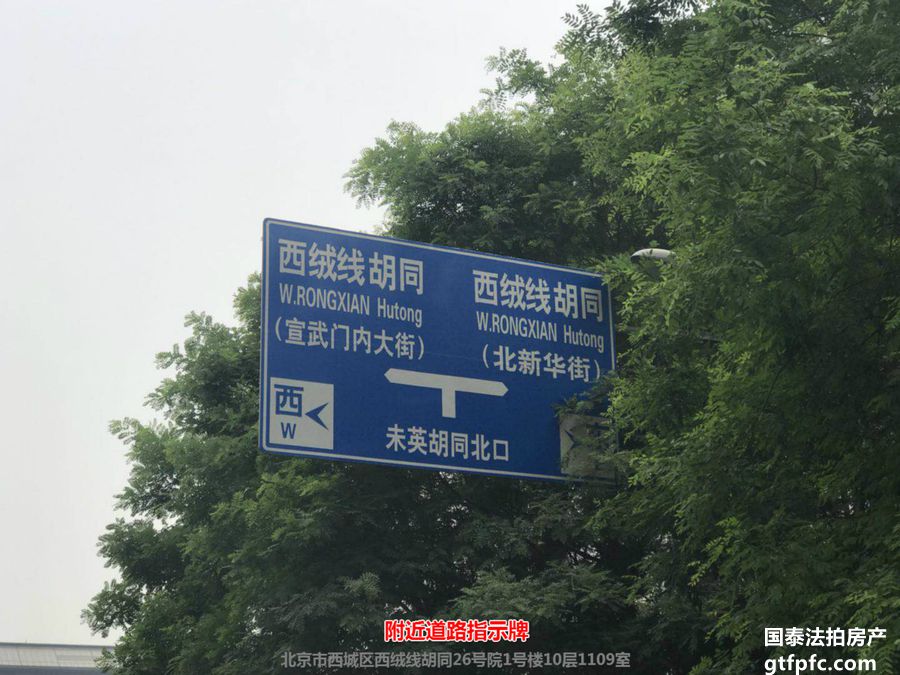 西绒线胡同
W.RONGXIAN Hutong
(宣武门内大街)
西绒线胡同
W.RONGXIAN Hutong
(北新华街)
西
W
未英胡同北口
附近道路指示牌
北京市西城区西绒线胡同26号院1号楼10层1109室
国泰法拍房产
gtfpfc.com